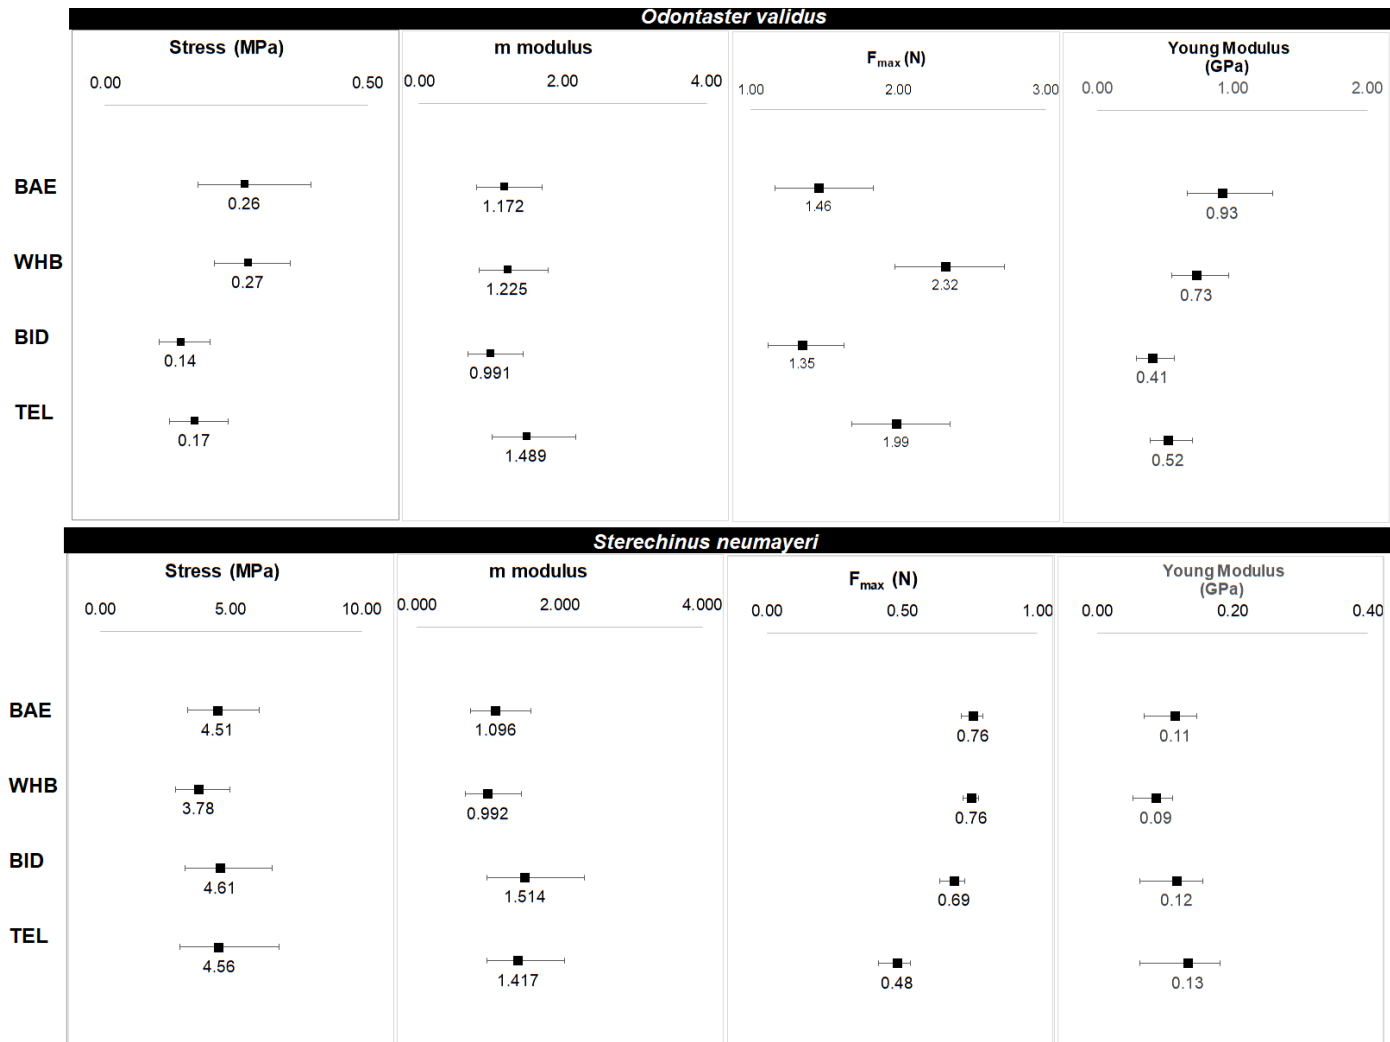 Odontaster validus
Stress (MPa)
m modulus
Fmax (N)
Young Modulus
(GPa)
0.00 0.50
0.00 2.00 4.00
1.00 2.00 3.00
0.00 1.00 2.00
BAE
0.26
1.172
1.46
0.93
WHB
0.27
1.225
2.32
0.73
BID
0.14
0.991
1.35
0.41
TEL
0.17
1.489
1.99
0.52
Sterechinus neumayeri
Stress (MPa)
m modulus
Fmax (N)
Young Modulus
(GPa)
0.00 5.00 10.00
0.000 2.000 4.000
0.00 0.50 1.00
0.00 0.20 0.40
BAE
4.51
1.096
0.76
0.11
WHB
3.78
0.992
0.76
0.09
BID
4.61
1.514
0.69
0.12
TEL
4.56
1.417
0.48
0.13